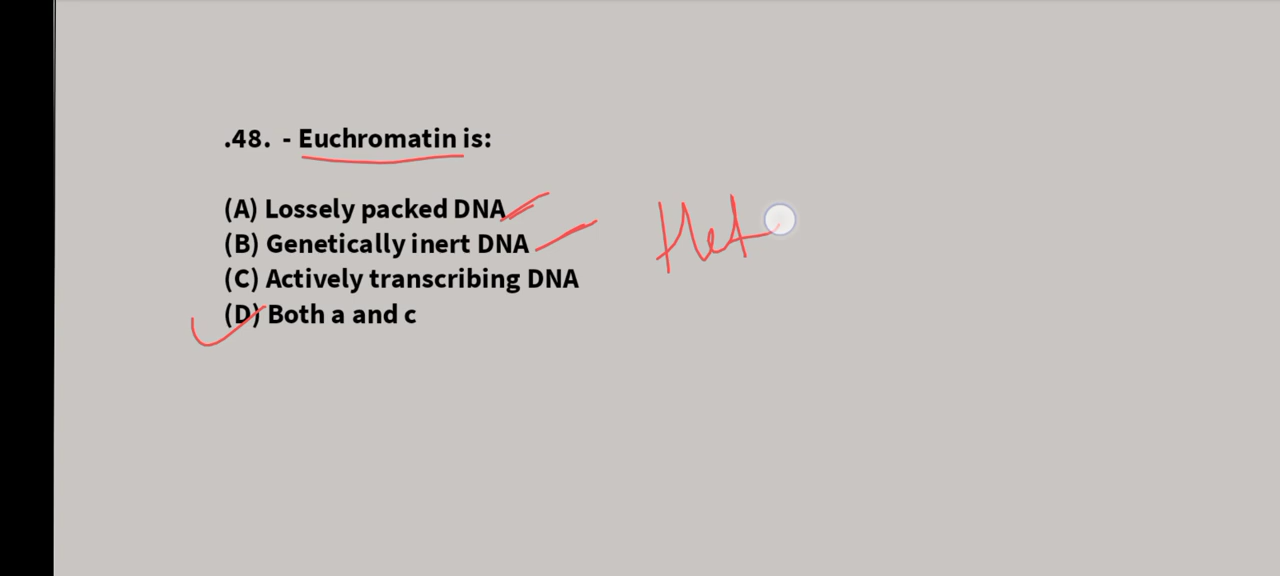 .48. - Euchromatin is:
(A) Lossely packed DNA
(B) Genetically inert DNA
Het
(C) Actively transcribing DNA
(D) Both a and c